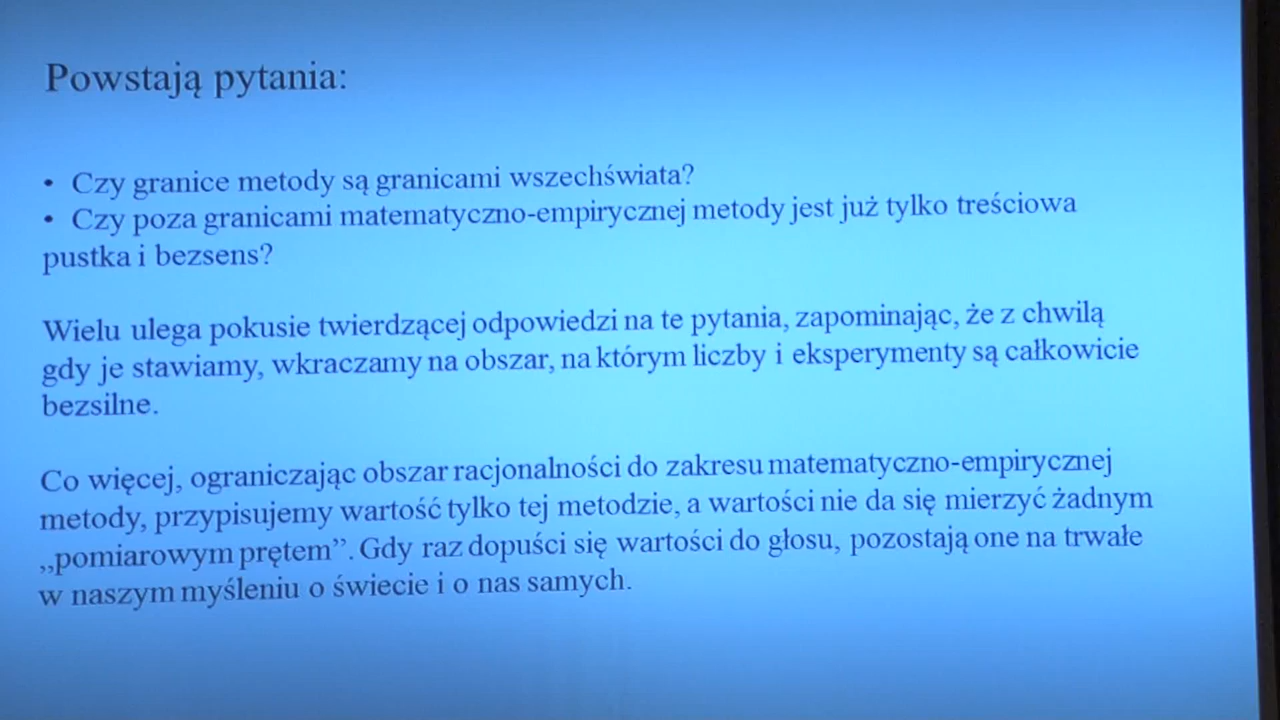 Powstają pytania:
• Czy granice metody są granicami wszechświata?
• Czy poza granicami matematyczno-empirycznej metody jest już tylko treściowa
pustka i bezsens?
Wielu ulega pokusie twierdzącej odpowiedzi na te pytania, zapominając, że z chwilą
gdy je stawiamy, wkraczamy na obszar, na którym liczby i eksperymenty są całkowicie
bezsilne.
Co więcej, ograniczając obszar racjonalności do zakresu matematyczno-empirycznej
metody, przypisujemy wartość tylko tej metodzie, a wartości nie da się mierzyć żadnym
„pomiarowym prętem”. Gdy raz dopuści się wartości do głosu, pozostają one na trwałe
w naszym myśleniu o świecie i o nas samych.